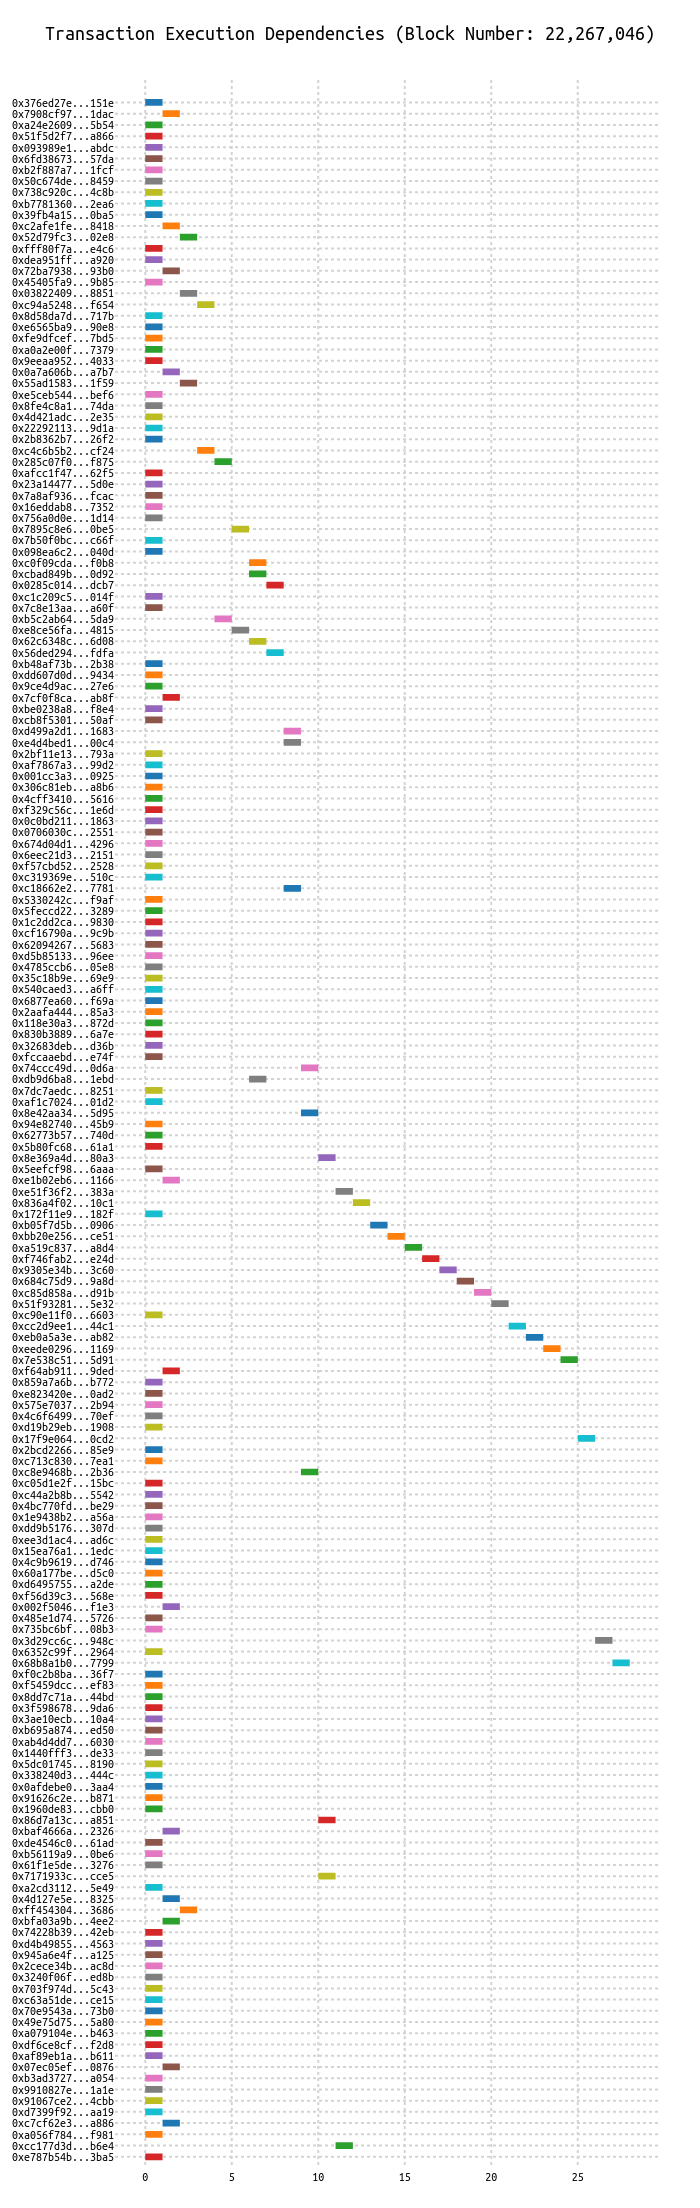 Transaction Execution Dependencies (Block Number: 22,267,046)
0x376ed27e...151e
0x7908cf97...1dac
0xa24e2609...5b54
0x51f5d2f7...a866
0x093989e1...abdc
0x6fd38673...57da
0xb2f887a7...1fcf
0x50c674de...8459
0x738c920c...4c8b
0xb7781360...2ea6
0x39fb4a15...0ba5
0xc2afe1fe...8418
0x52d79fc3...02e8
0xfff80f7a...e4c6
0xdea951ff...a920
0x72ba7938...93b0
0x45405fa9...9b85
0x03822409...8851
0xc94a5248...f654
0x8d58da7d...717b
0xe6565ba9...90e8
0xfe9dfcef...7bd5
0xa0a2e00f...7379
0x9eeaa952...4033
0x0a7a606b...a7b7
0x55ad1583...1f59
0xe5ceb544...bef6
0x8fe4c8a1...74da
0x4d421adc...2e35
0x22292113...9d1a
0x2b8362b7...26f2
0xc4c6b5b2...cf24
0x285c07f0...f875
0xafcc1f47...62f5
0x23a14477...5d0e
0x7a8af936...fcac
0x16eddab8...7352
0x756a0d0e...1d14
0x7895c8e6...0be5
0x7b50f0bc...c66f
0x098ea6c2...040d
0xc0f09cda...f0b8
0xcbad849b...0d92
0x0285c014...dcb7
0xc1c209c5...014f
0x7c8e13aa...a60f
0xb5c2ab64...5da9
0xe8ce56fa...4815
0x62c6348c...6d08
0x56ded294...fdfa
0xb48af73b...2b38
0xdd607d0d...9434
0x9ce4d9ac...27e6
0x7cf0f8ca...ab8f
0xbe0238a8...f8e4
0xcb8f5301...50af
0xd499a2d1...1683
0xe4d4bed1...00c4
0x2bf11e13...793a
0xaf7867a3...99d2
0x001cc3a3...0925
0x306c81eb...a8b6
0x4cff3410...5616
0xf329c56c...1e6d
0x0c0bd211...1863
0x0706030c...2551
0x674d04d1...4296
0x6eec21d3...2151
0xf57cbd52...2528
0xc319369e...510c
0xc18662e2...7781
0x5330242c...f9af
0x5feccd22...3289
0x1c2dd2ca...9830
0xcf16790a...9c9b
0x62094267...5683
0xd5b85133...96ee
0x4785ccb6...05e8
0x35c18b9e...69e9
0x540caed3...a6ff
0x6877ea60...f69a
0x2aafa444...85a3
0x118e30a3...872d
0x830b3889...6a7e
0x32683deb...d36b
0xfccaaebd...e74f
0x74ccc49d...0d6a
0xdb9d6ba8...1ebd
0x7dc7aedc...8251
0xaf1c7024...01d2
0x8e42aa34...5d95
0x94e82740...45b9
0x62773b57...740d
0x5b80fc68...61a1
0x8e369a4d...80a3
0x5eefcf98...6aaa
0xe1b02eb6...1166
0xe51f36f2...383a
0x836a4f02...10c1
0x172f11e9...182f
0xb05f7d5b...0906
0xbb20e256...ce51
0xa519c837...a8d4
0xf746fab2...e24d
0x9305e34b...3c60
0x684c75d9...9a8d
0xc85d858a...d91b
0x51f93281...5e32
0xc90e11f0...6603
0xcc2d9ee1...44c1
0xeb0a5a3e...ab82
0xeede0296...1169
0x7e538c51...5d91
0xf64ab911...9ded
0x859a7a6b...b772
0xe823420e...0ad2
0x575e7037...2b94
0x4c6f6499...70ef
0xd19b29eb...1908
0x17f9e064...0cd2
0x2bcd2266...85e9
0xc713c830...7ea1
0xc8e9468b...2b36
0xc05d1e2f...15bc
0xc44a2b8b...5542
0x4bc770fd...be29
0x1e9438b2...a56a
0xdd9b5176...307d
0xee3d1ac4...ad6c
0x15ea76a1...1edc
0x4c9b9619...d746
0x60a177be...d5c0
0xd6495755...a2de
0xf56d39c3...568e
0x002f5046...f1e3
0x485e1d74...5726
0x735bc6bf...08b3
0x3d29cc6c...948c
0x6352c99f...2964
0x68b8a1b0...7799
0xf0c2b8ba...36f7
0xf5459dcc...ef83
0x8dd7c71a...44bd
0x3f598678...9da6
0x3ae10ecb...10a4
0xb695a874...ed50
0xab4d4dd7...6030
0x1440fff3...de33
0x5dc01745...8190
0x338240d3...444c
0x0afdebe0...3aa4
0x91626c2e...b871
0x1960de83...cbb0
0x86d7a13c...a851
0xbaf4666a...2326
0xde4546c0...61ad
0xb56119a9...0be6
0x61f1e5de...3276
0x7171933c...cce5
0xa2cd3112...5e49
0x4d127e5e...8325
0xff454304...3686
0xbfa03a9b...4ee2
0x74228b39...42eb
0xd4b49855...4563
0x945a6e4f...a125
0x2cece34b...ac8d
0x3240f06f...ed8b
0x703f974d...5c43
0xc63a51de...ce15
0x70e9543a...73b0
0x49e75d75...5a80
0xa079104e...b463
0xdf6ce8cf...f2d8
0xaf89eb1a...b611
0x07ec05ef...0876
0xb3ad3727...a054
0x9910827e...1a1e
0x91067ce2...4cbb
0xd7399f92...aa19
0xc7cf62e3...a886
0xa056f784...f981
0xcc177d3d...b6e4
0xe787b54b...3ba5
0 5 10 15 20 25